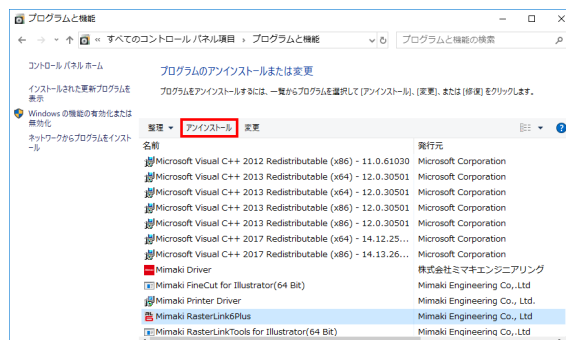 プログラムと機能
« すべてのコントロール パネル項目 › プログラムと機能
プログラムと機能の検索
コントロール パネル ホーム
インストールされた更新プログラムを
表示
Windows の機能の有効化または
無効化
ネットワークからプログラムをインスト
ール
プログラムのアンインストールまたは変更
プログラムをアンインストールするには、一覧からプログラムを選択して [アンインストール]、[変更]、または [修復] をクリックします。
整理 ▼ アンインストール 変更
名前 発行元
Microsoft Visual C++ 2012 Redistributable (x86) - 11.0.61030 Microsoft Corporation
Microsoft Visual C++ 2013 Redistributable (x64) - 12.0.30501 Microsoft Corporation
Microsoft Visual C++ 2013 Redistributable (x64) - 12.0.30501 Microsoft Corporation
Microsoft Visual C++ 2013 Redistributable (x86) - 12.0.30501 Microsoft Corporation
Microsoft Visual C++ 2017 Redistributable (x64) - 14.12.25... Microsoft Corporation
Microsoft Visual C++ 2017 Redistributable (x86) - 14.13.26... Microsoft Corporation
Mimaki Driver 株式会社ミマキエンジニアリング
Mimaki FineCut for Illustrator(64 Bit) Mimaki Engineering Co,.Ltd
Mimaki Printer Driver Mimaki Engineering Co., Ltd.
Mimaki RasterLink6Plus Mimaki Engineering Co., Ltd
Mimaki RasterLinkTools for Illustrator(64 Bit) Mimaki Engineering Co,.Ltd